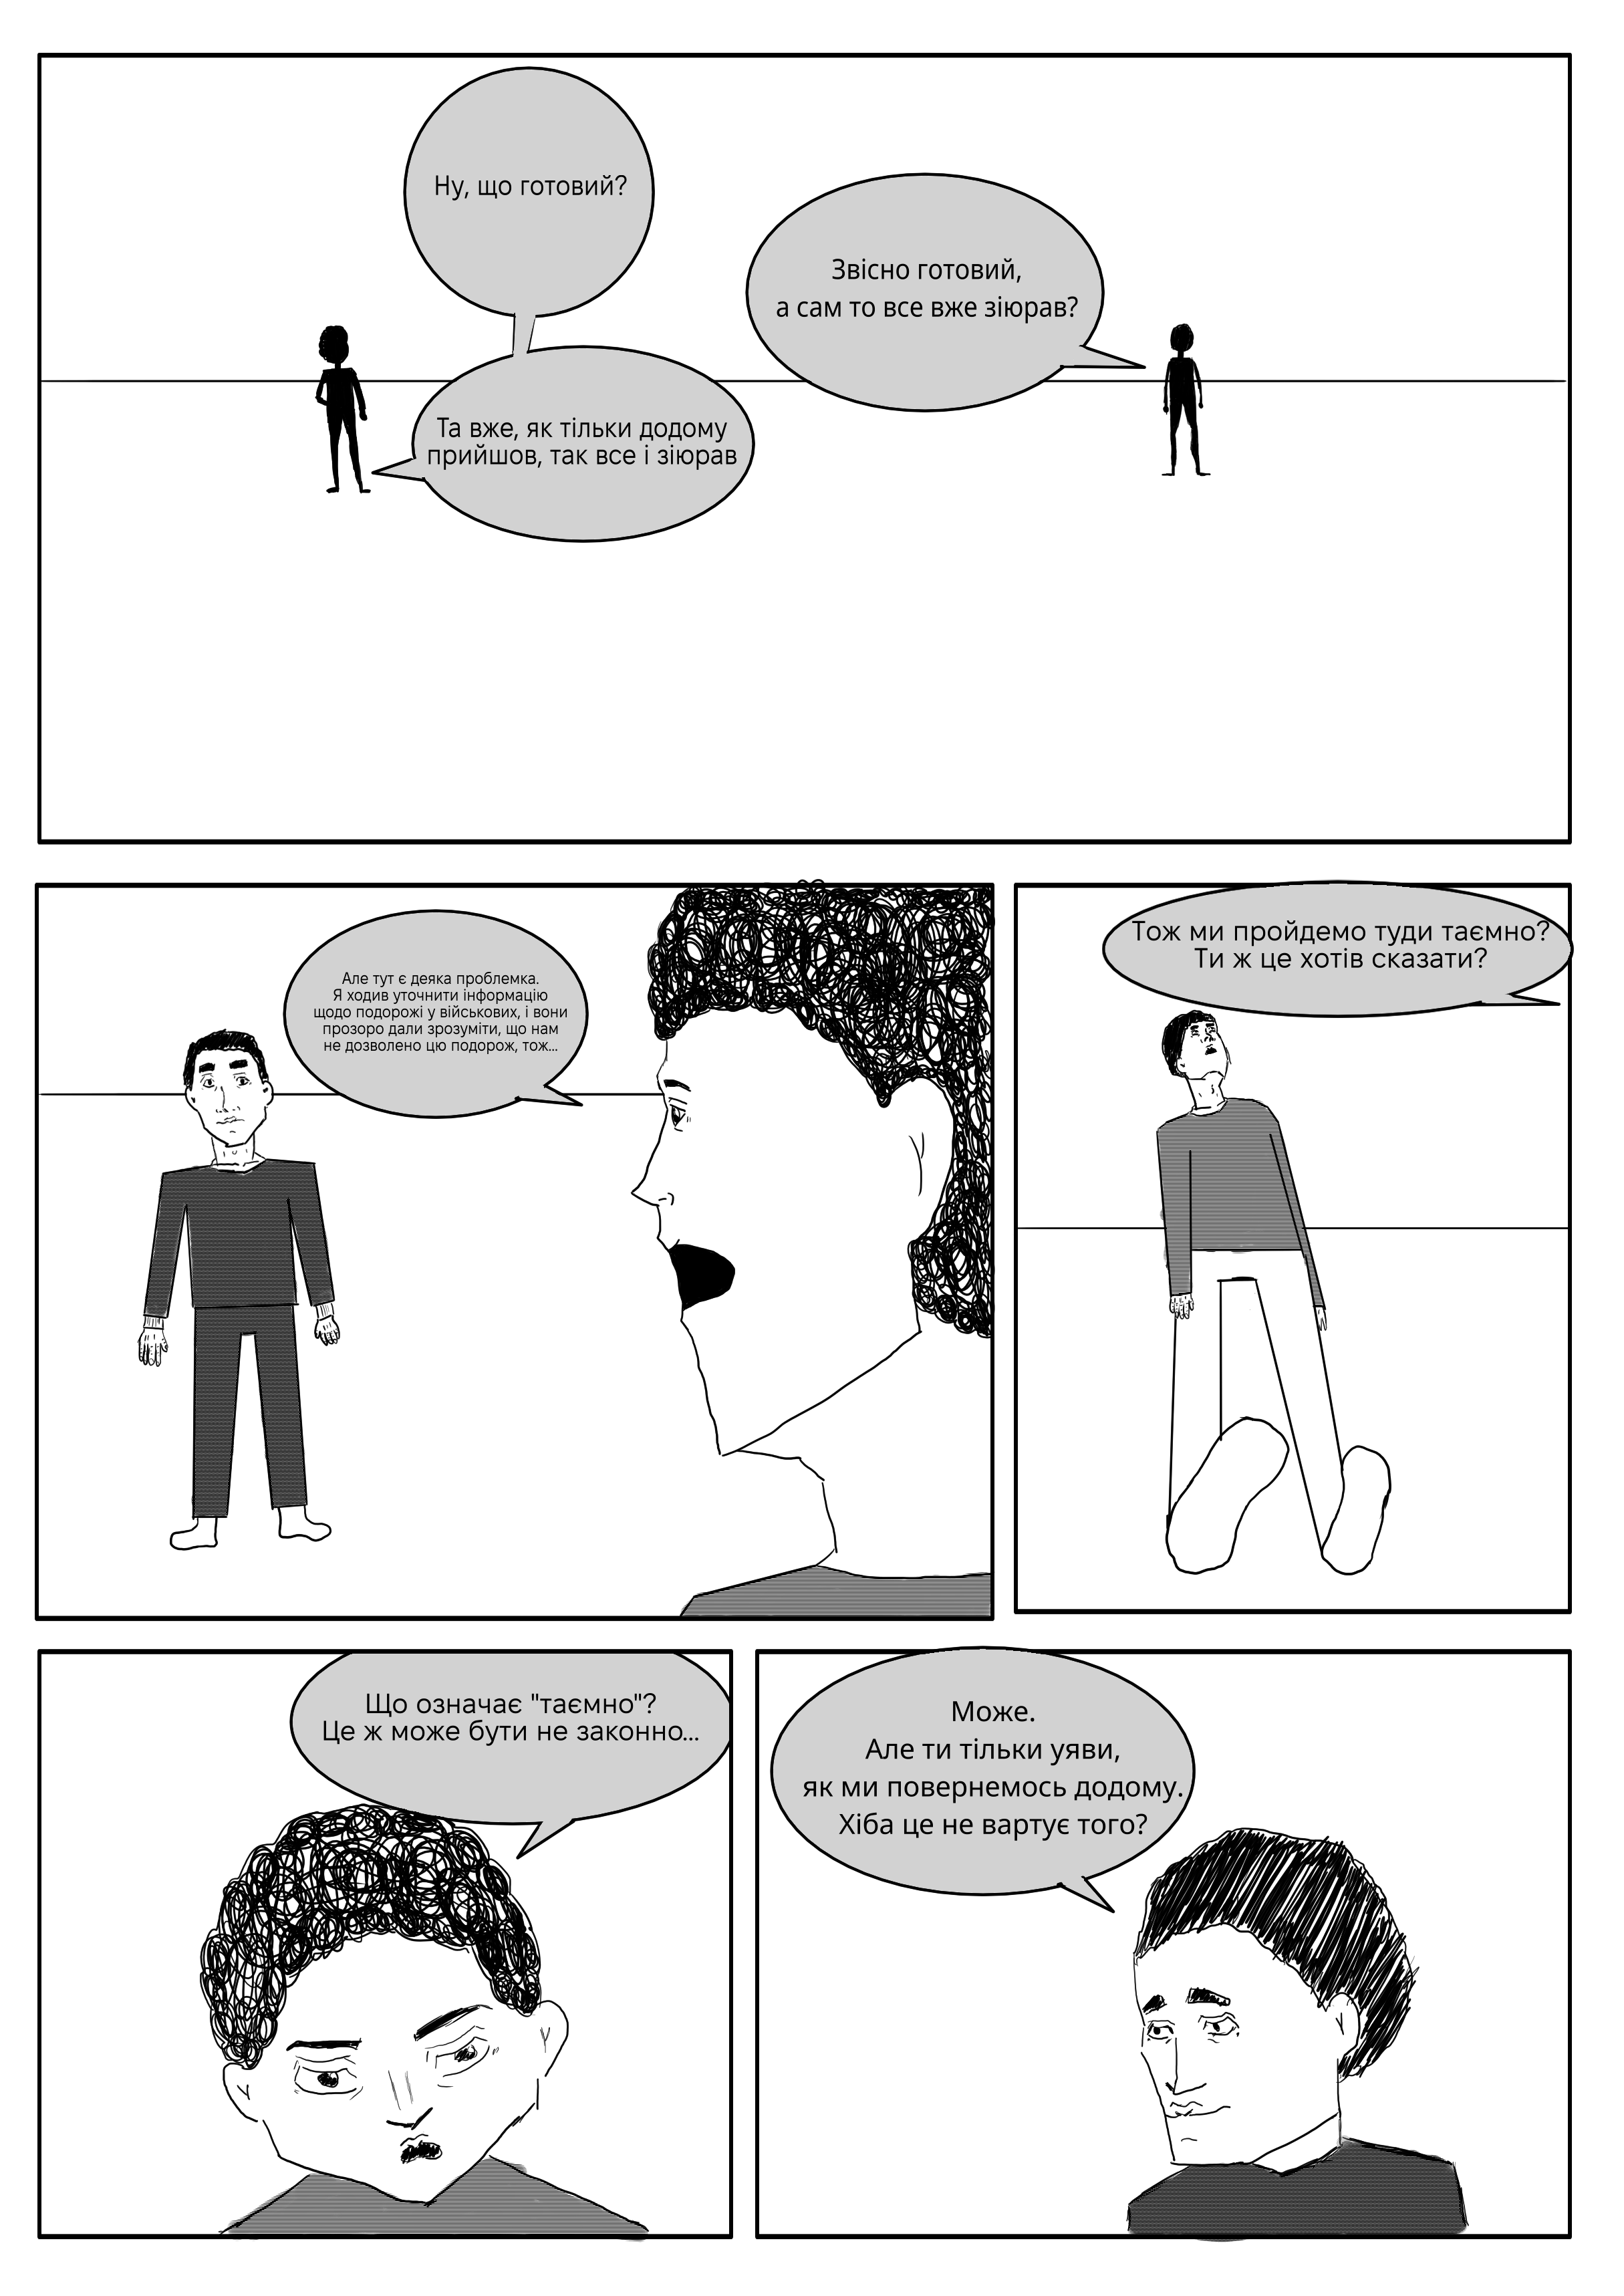 Ну, що готовий?
Звісно готовий,
а сам то все вже зіюрав?
Та вже, як тільки додому
прийшов, так все і зіюрав
Але тут є деяка проблемка.
Я ходив уточнити інформацію
щодо подорожі у військових, і вони
прозоро дали зрозуміти, що нам
не дозволено цю подорож, тож...
Тож ми пройдемо туди таємно?
Ти ж це хотів сказати?
Що означає "таємно"?
Це ж може бути не законно...
Може.
Але ти тільки уяви,
як ми повернемось додому.
Хіба це не вартує того?